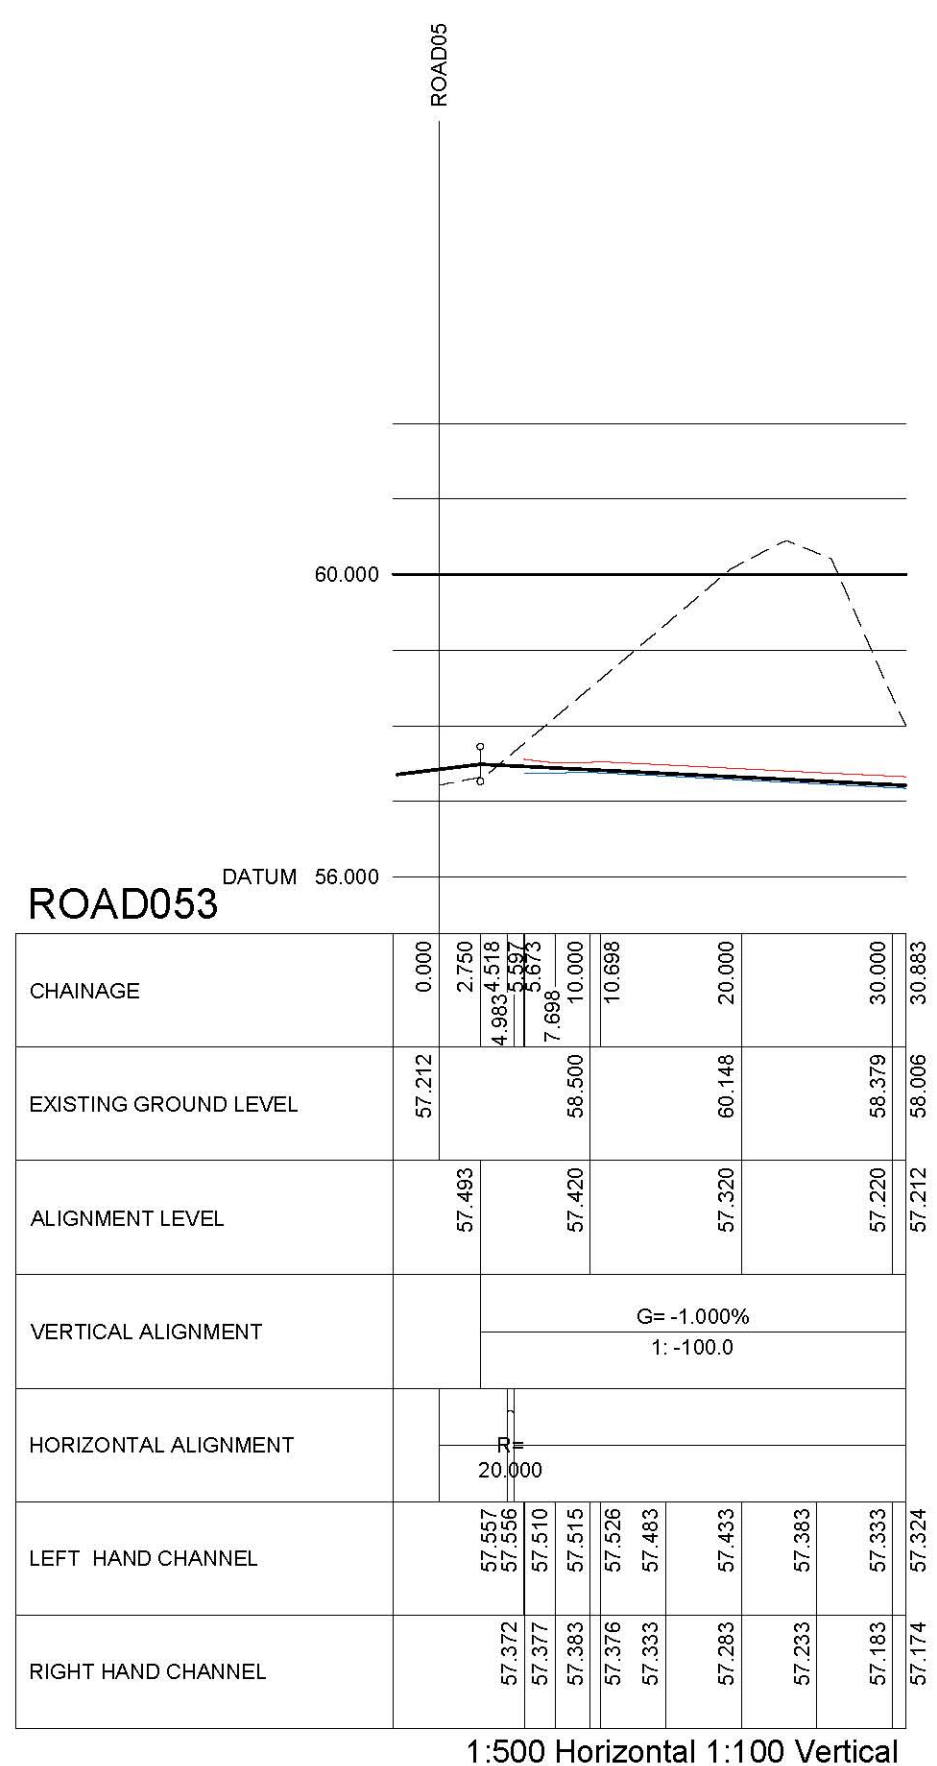 ROAD05
60.000
DATUM 56.000
ROAD053
CHAINAGE 0.000 2.750 4.518 4.983 5.597 5.673 7.698 10.000 10.698 20.000 30.000 30.883
EXISTING GROUND LEVEL 57.212 58.500 60.148 58.379 58.006
ALIGNMENT LEVEL 57.493 57.420 57.320 57.220 57.212
VERTICAL ALIGNMENT G= -1.000%
1: -100.0
HORIZONTAL ALIGNMENT R=
20.000
LEFT HAND CHANNEL 57.557 57.556 57.510 57.515 57.526 57.483 57.433 57.383 57.333 57.324
RIGHT HAND CHANNEL 57.372 57.377 57.383 57.376 57.333 57.283 57.233 57.183 57.174
1:500 Horizontal 1:100 Vertical